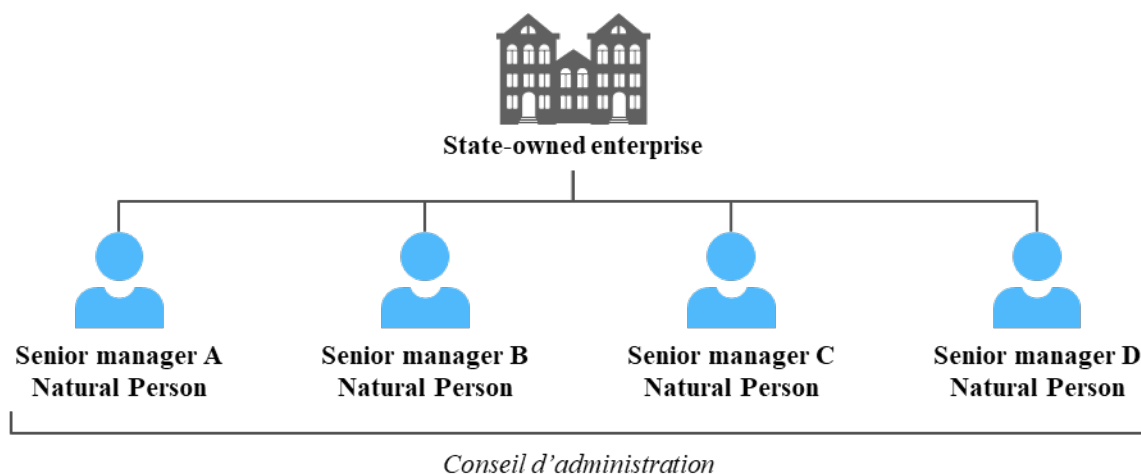 State-owned enterprise
Senior manager A
Natural Person
Senior manager B
Natural Person
Senior manager C
Natural Person
Senior manager D
Natural Person
Conseil d’administration